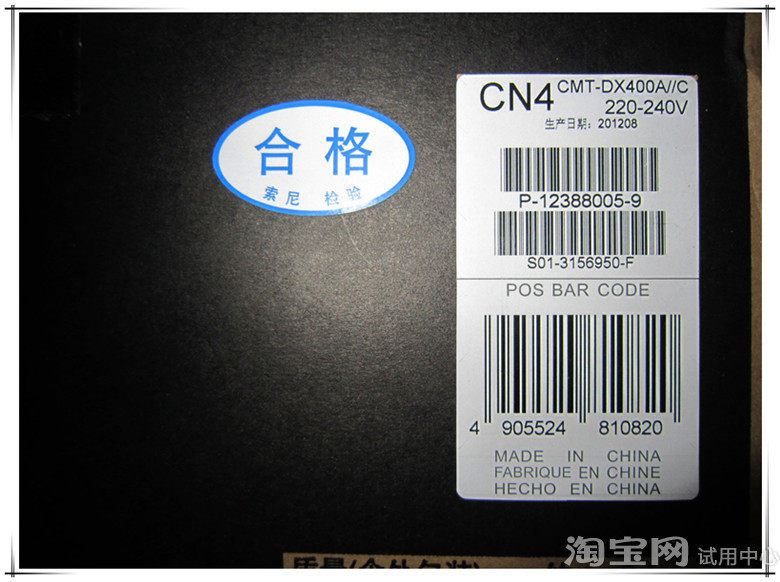 合格
索尼 检验
CN4 CMT-DX400A//C
220-240V
生产日期：201208
P-12388005-9
S01-3156950-F
POS BAR CODE
4 905524 810820
MADE IN CHINA
FABRIQUE EN CHINE
HECHO EN CHINA
淘宝网 试用中心